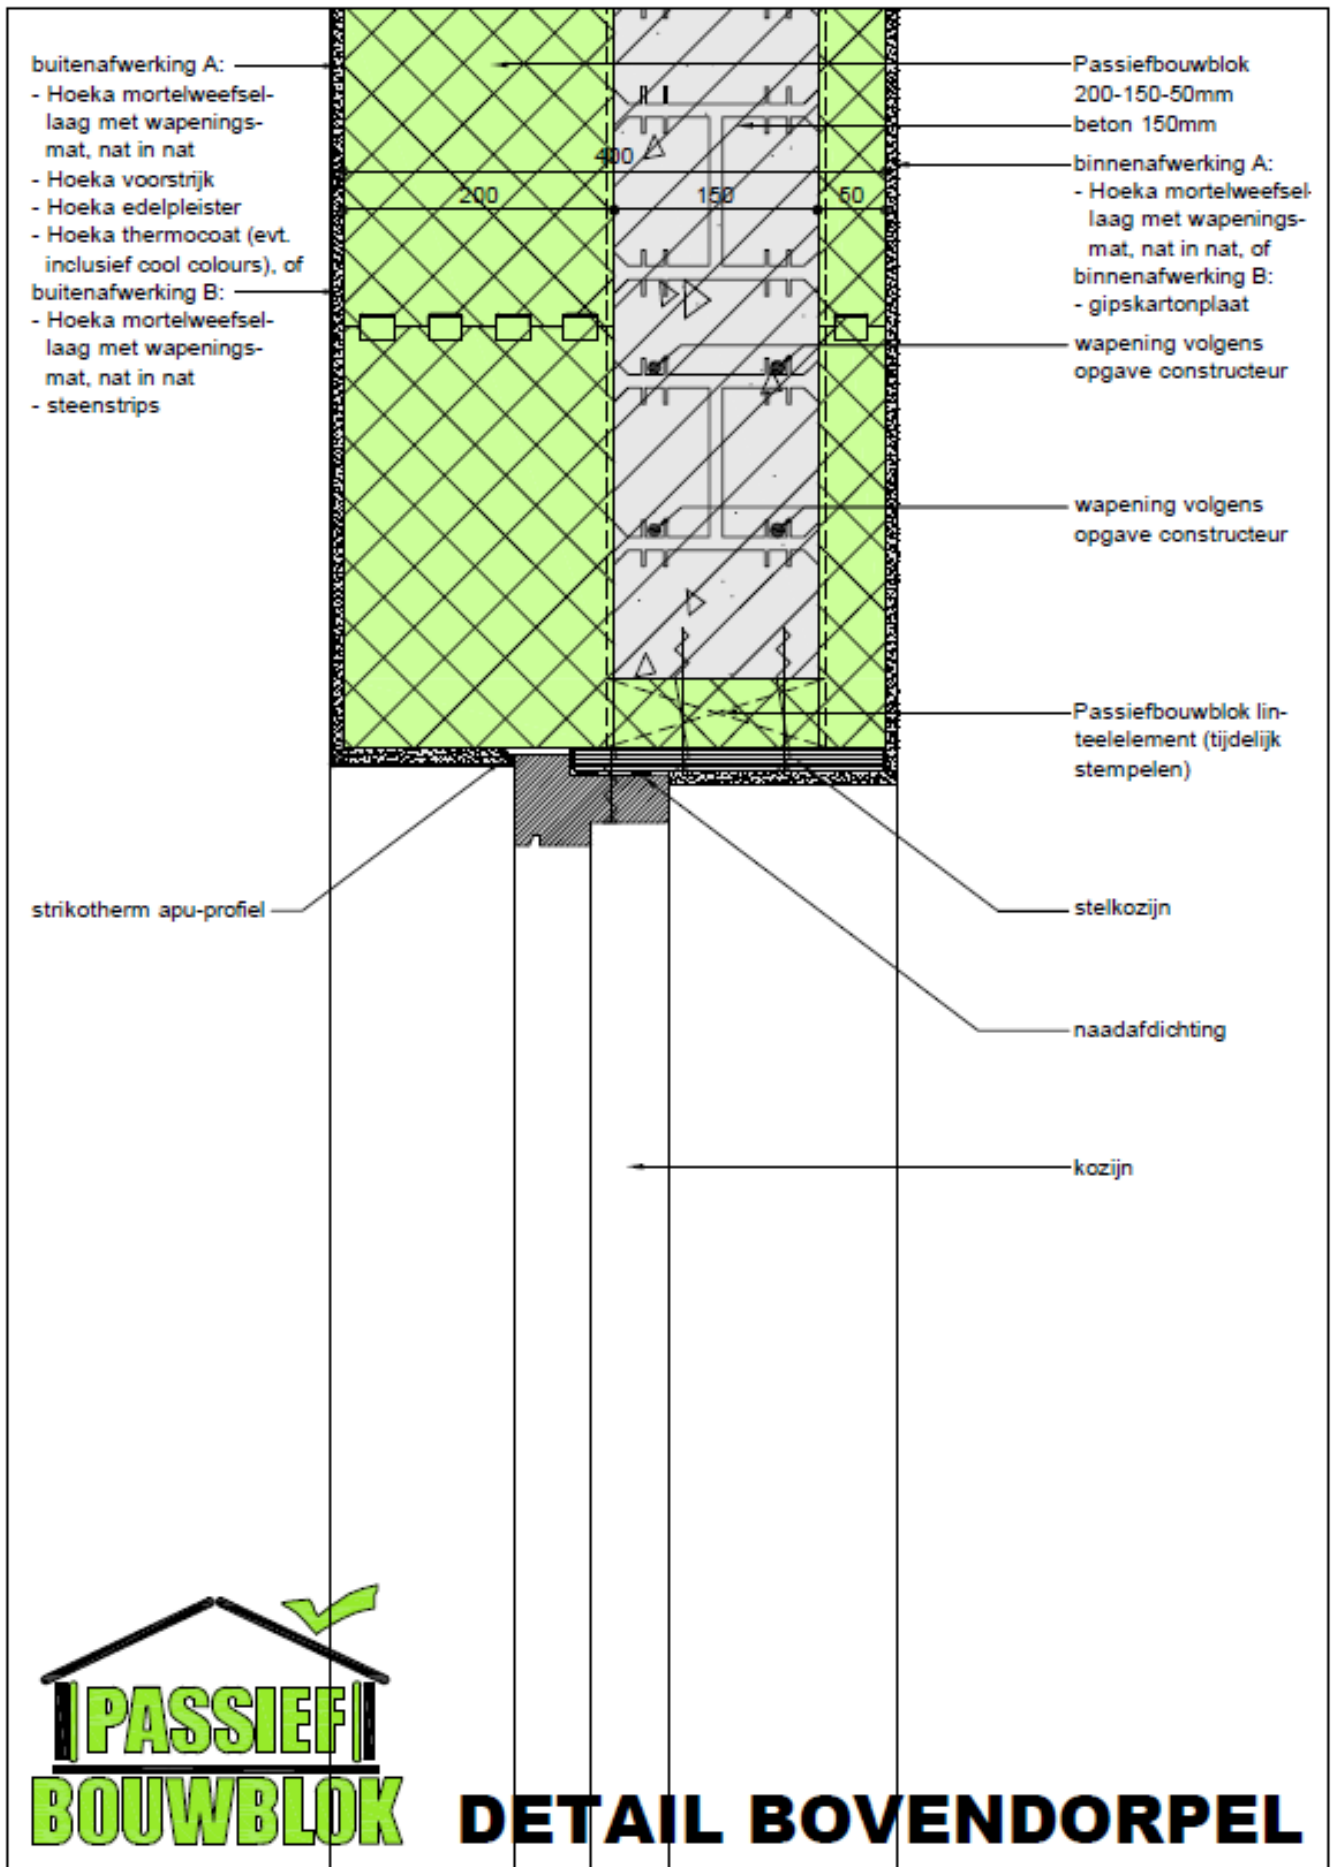 buitenafwerking A:
- Hoeka mortelweefsel-
laag met wapenings-
mat, nat in nat
- Hoeka voorstrijk
- Hoeka edelpleister
- Hoeka thermocoat (evt.
inclusief cool colours), of
buitenafwerking B:
- Hoeka mortelweefsel-
laag met wapenings-
mat, nat in nat
- steenstrips
400
200
150
50
Passiefbouwblok
200-150-50mm
beton 150mm
binnenafwerking A:
- Hoeka mortelweefsel-
laag met wapenings-
mat, nat in nat, of
binnenafwerking B:
- gipskartonplaat
wapening volgens
opgave constructeur
wapening volgens
opgave constructeur
Passiefbouwblok lin-
teelelement (tijdelijk
stempelen)
strikotherm apu-profiel
stelkozijn
naadafdichting
kozijn
PASSIEF
BOUWBLOK
DETAIL BOVENDORPEL